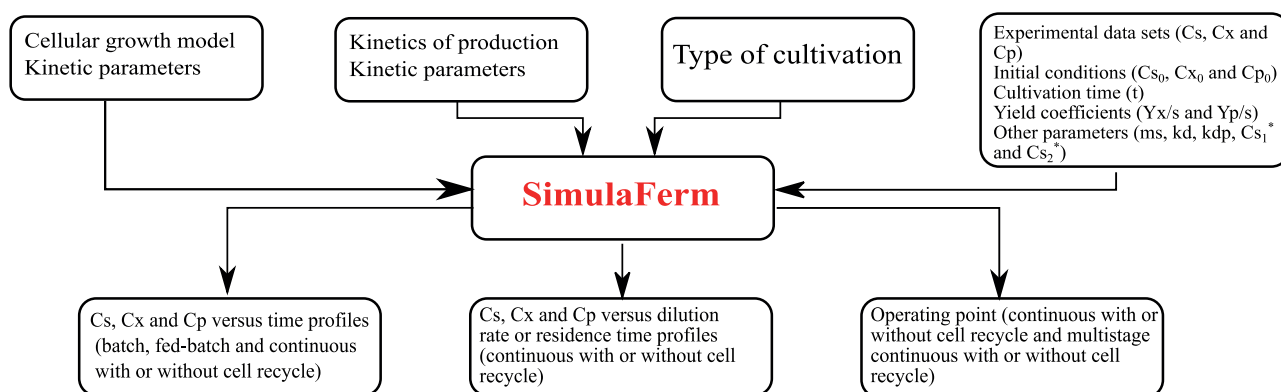 Cellular growth model
Kinetic parameters
Kinetics of production
Kinetic parameters
Type of cultivation
Experimental data sets (Cs, Cx and
Cp)
Initial conditions (Cs₀, Cx₀ and Cp₀)
Cultivation time (t)
Yield coefficients (Yx/s and Yp/s)
Other parameters (ms, kd, kdp, Cs₁*
and Cs₂*)
SimulaFerm
Cs, Cx and Cp versus time profiles
(batch, fed-batch and continuous
with or without cell recycle)
Cs, Cx and Cp versus dilution
rate or residence time profiles
(continuous with or without cell
recycle)
Operating point (continuous with or
without cell recycle and multistage
continuous with or without cell
recycle)